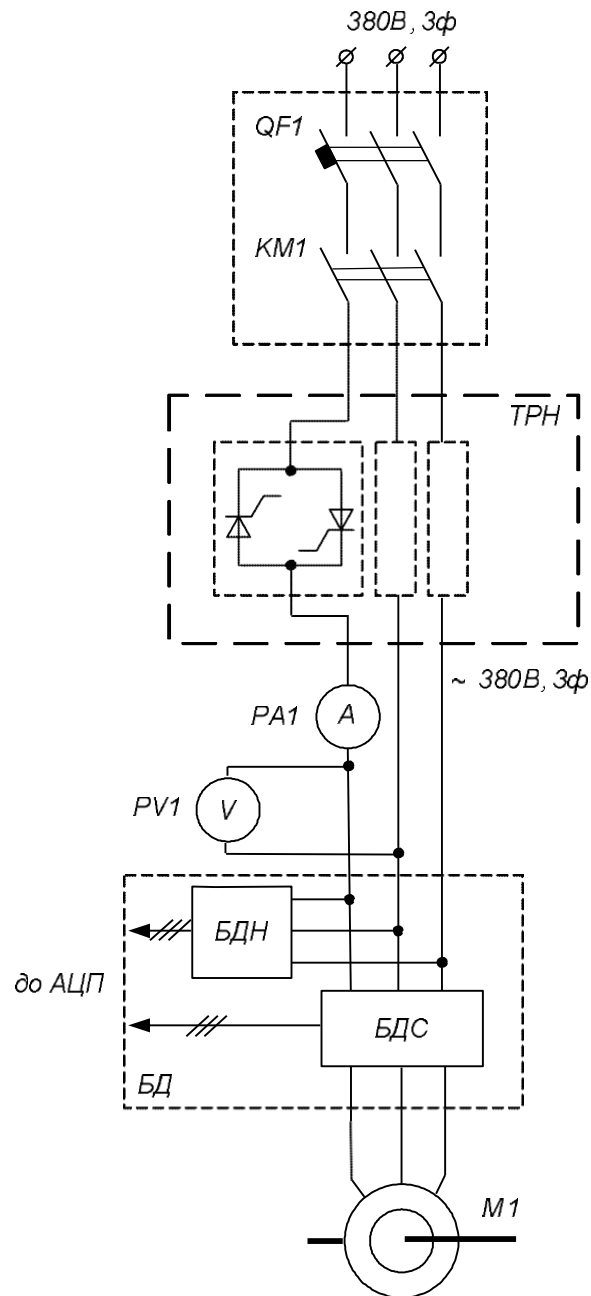 380В, 3ф
QF1
KM1
ТРН
~ 380В, 3ф
PA1
A
PV1
V
БДН
до АЦП
БДС
БД
M1